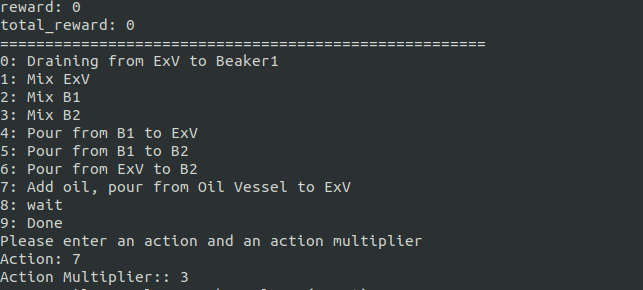 reward: 0
total_reward: 0
======================================================
0: Draining from ExV to Beaker1
1: Mix ExV
2: Mix B1
3: Mix B2
4: Pour from B1 to ExV
5: Pour from B1 to B2
6: Pour from ExV to B2
7: Add oil, pour from Oil Vessel to ExV
8: wait
9: Done
Please enter an action and an action multiplier
Action: 7
Action Multiplier:: 3